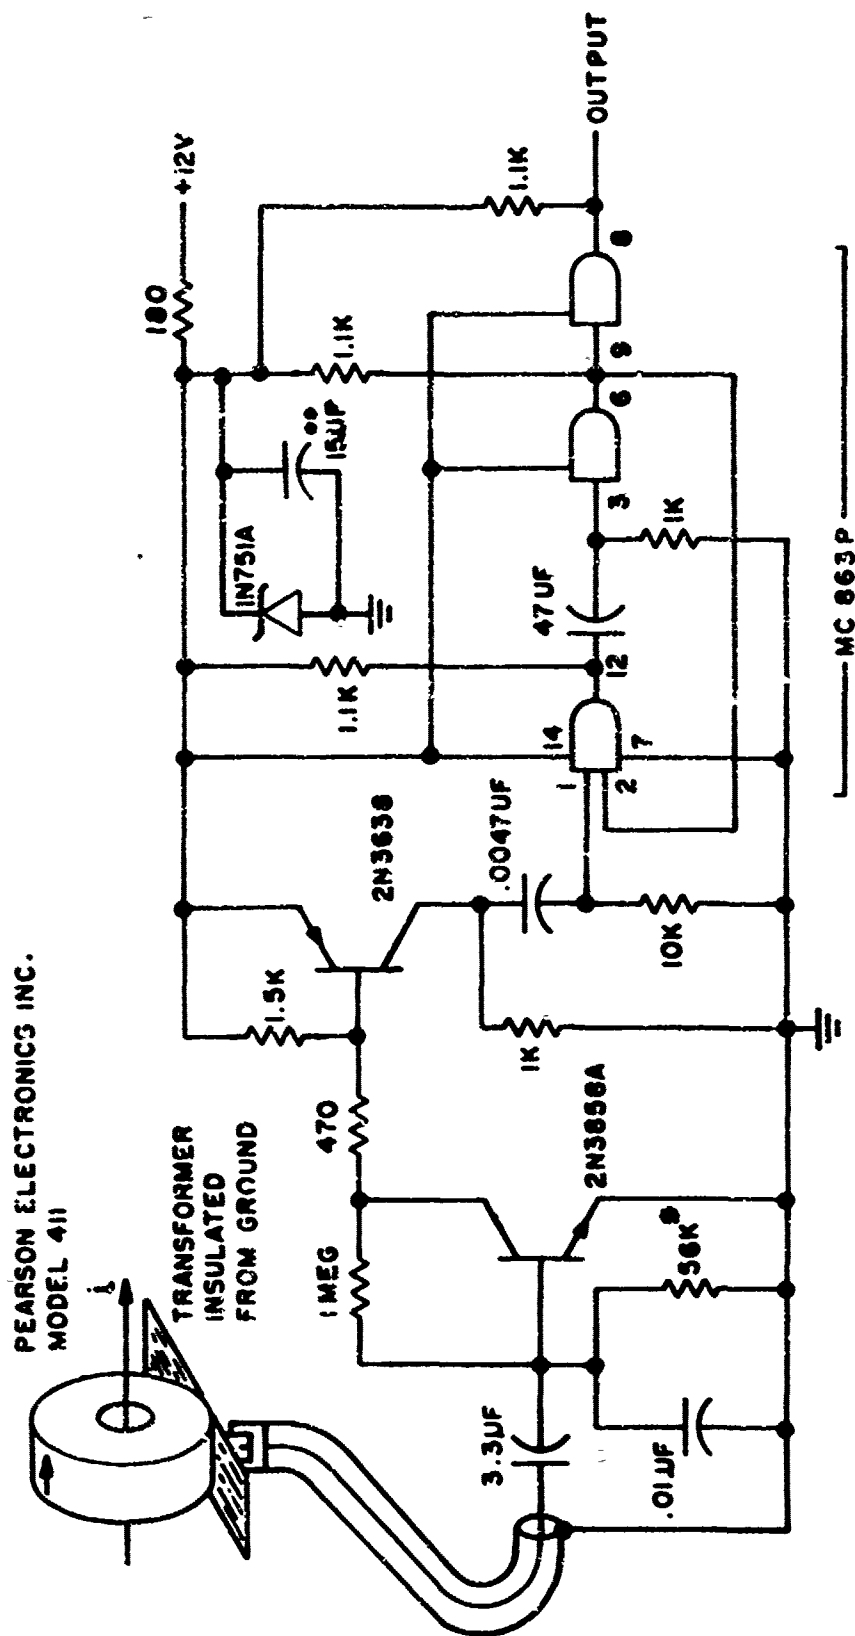 PEARSON ELECTRONICS INC.
MODEL 411
i
TRANSFORMER
INSULATED
FROM GROUND
3.3UF
.01UF
56K*
1 MEG
470
1.5K
2N3858A
1K
2N3638
.0047UF
10K
1
2
14
7
12
1.1K
47UF
1K
3
6
9
8
1N751A
15UF
**
1.1K
180
+12V
1.1K
OUTPUT
MC 863P